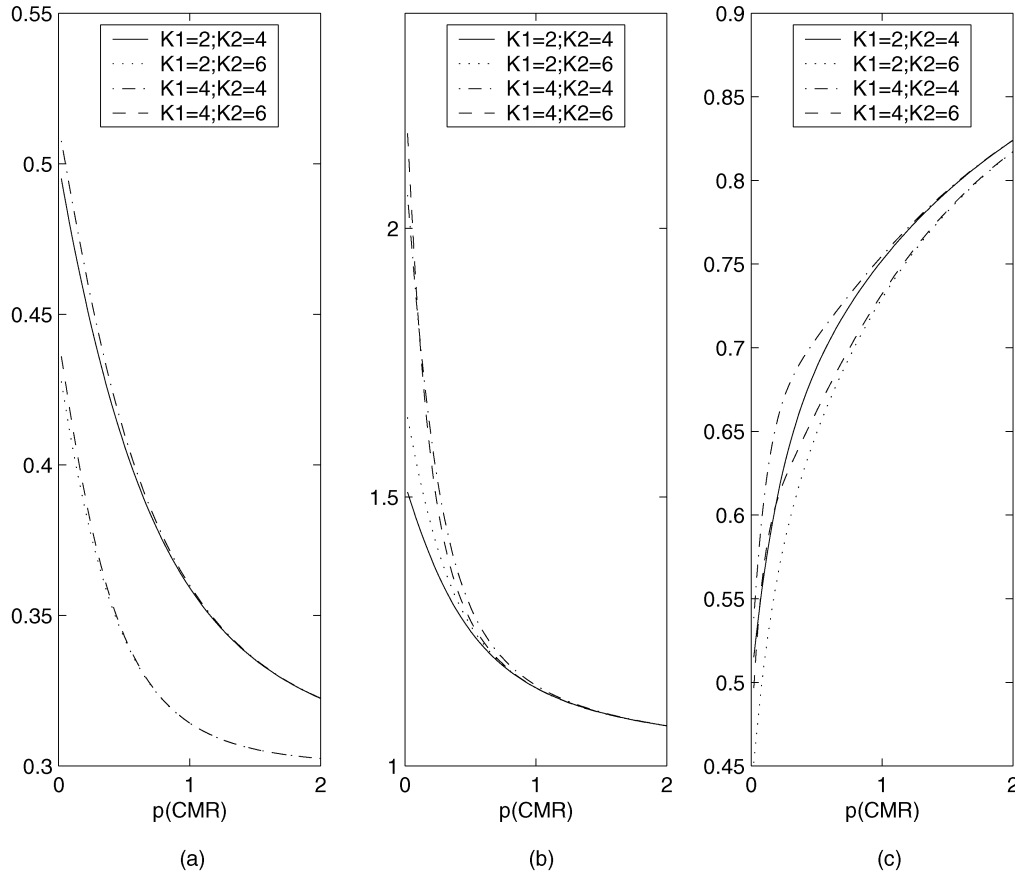 0.55
0.5
0.45
0.4
0.35
0.3
0
1
2
p(CMR)
(a)
K1=2;K2=4
K1=2;K2=6
K1=4;K2=4
K1=4;K2=6
2
1.5
1
0
1
2
p(CMR)
(b)
K1=2;K2=4
K1=2;K2=6
K1=4;K2=4
K1=4;K2=6
0.9
0.85
0.8
0.75
0.7
0.65
0.6
0.55
0.5
0.45
0
1
2
p(CMR)
(c)
K1=2;K2=4
K1=2;K2=6
K1=4;K2=4
K1=4;K2=6